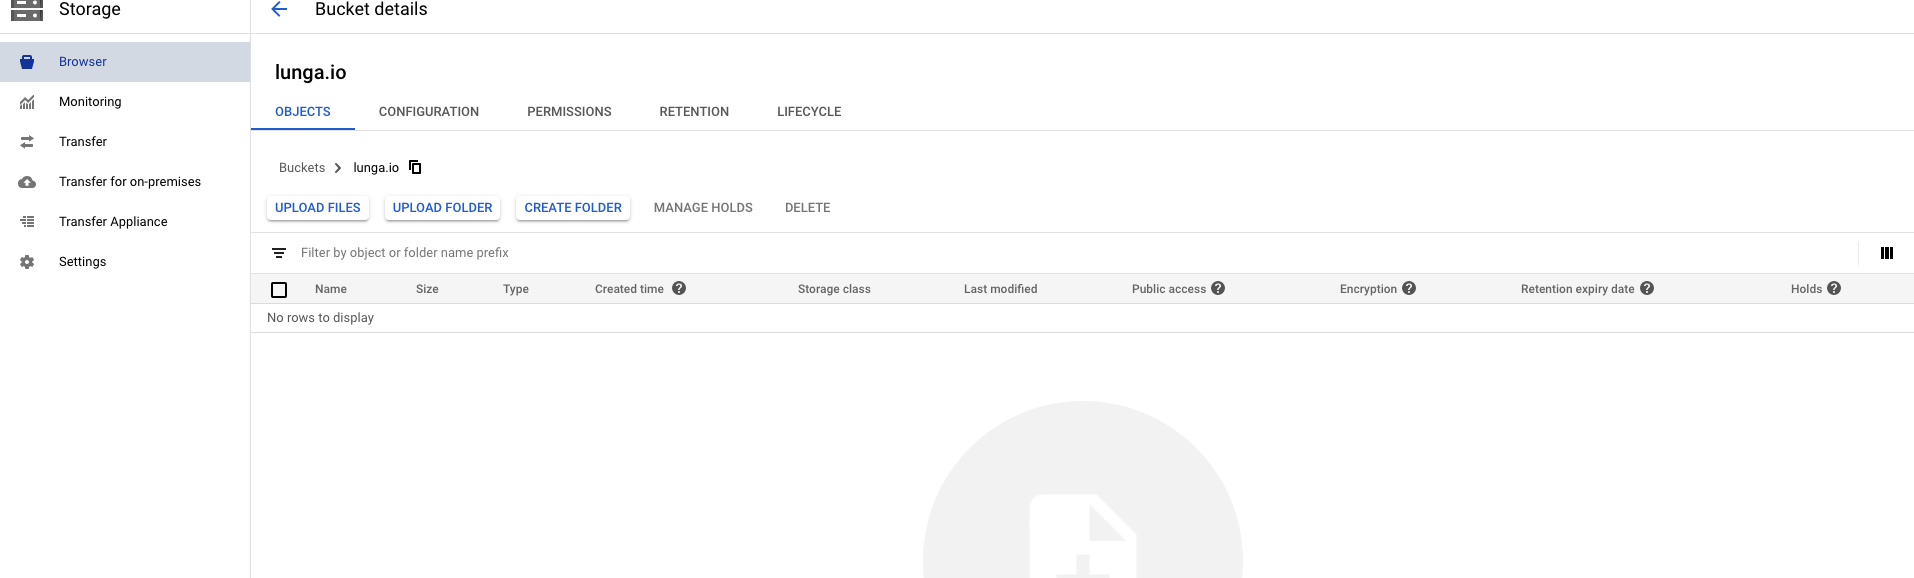 Storage
Bucket details
Browser
Monitoring
Transfer
Transfer for on-premises
Transfer Appliance
Settings
lunga.io
OBJECTS CONFIGURATION PERMISSIONS RETENTION LIFECYCLE
Buckets lunga.io
UPLOAD FILES UPLOAD FOLDER CREATE FOLDER MANAGE HOLDS DELETE
Filter by object or folder name prefix
Name Size Type Created time Storage class Last modified Public access Encryption Retention expiry date Holds
No rows to display